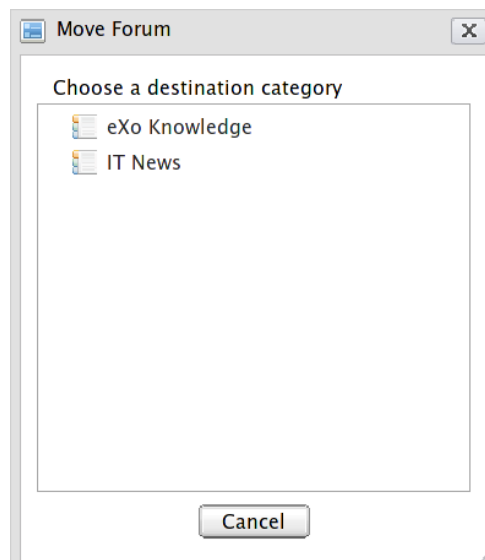 Move Forum
Choose a destination category
eXo Knowledge
IT News
Cancel